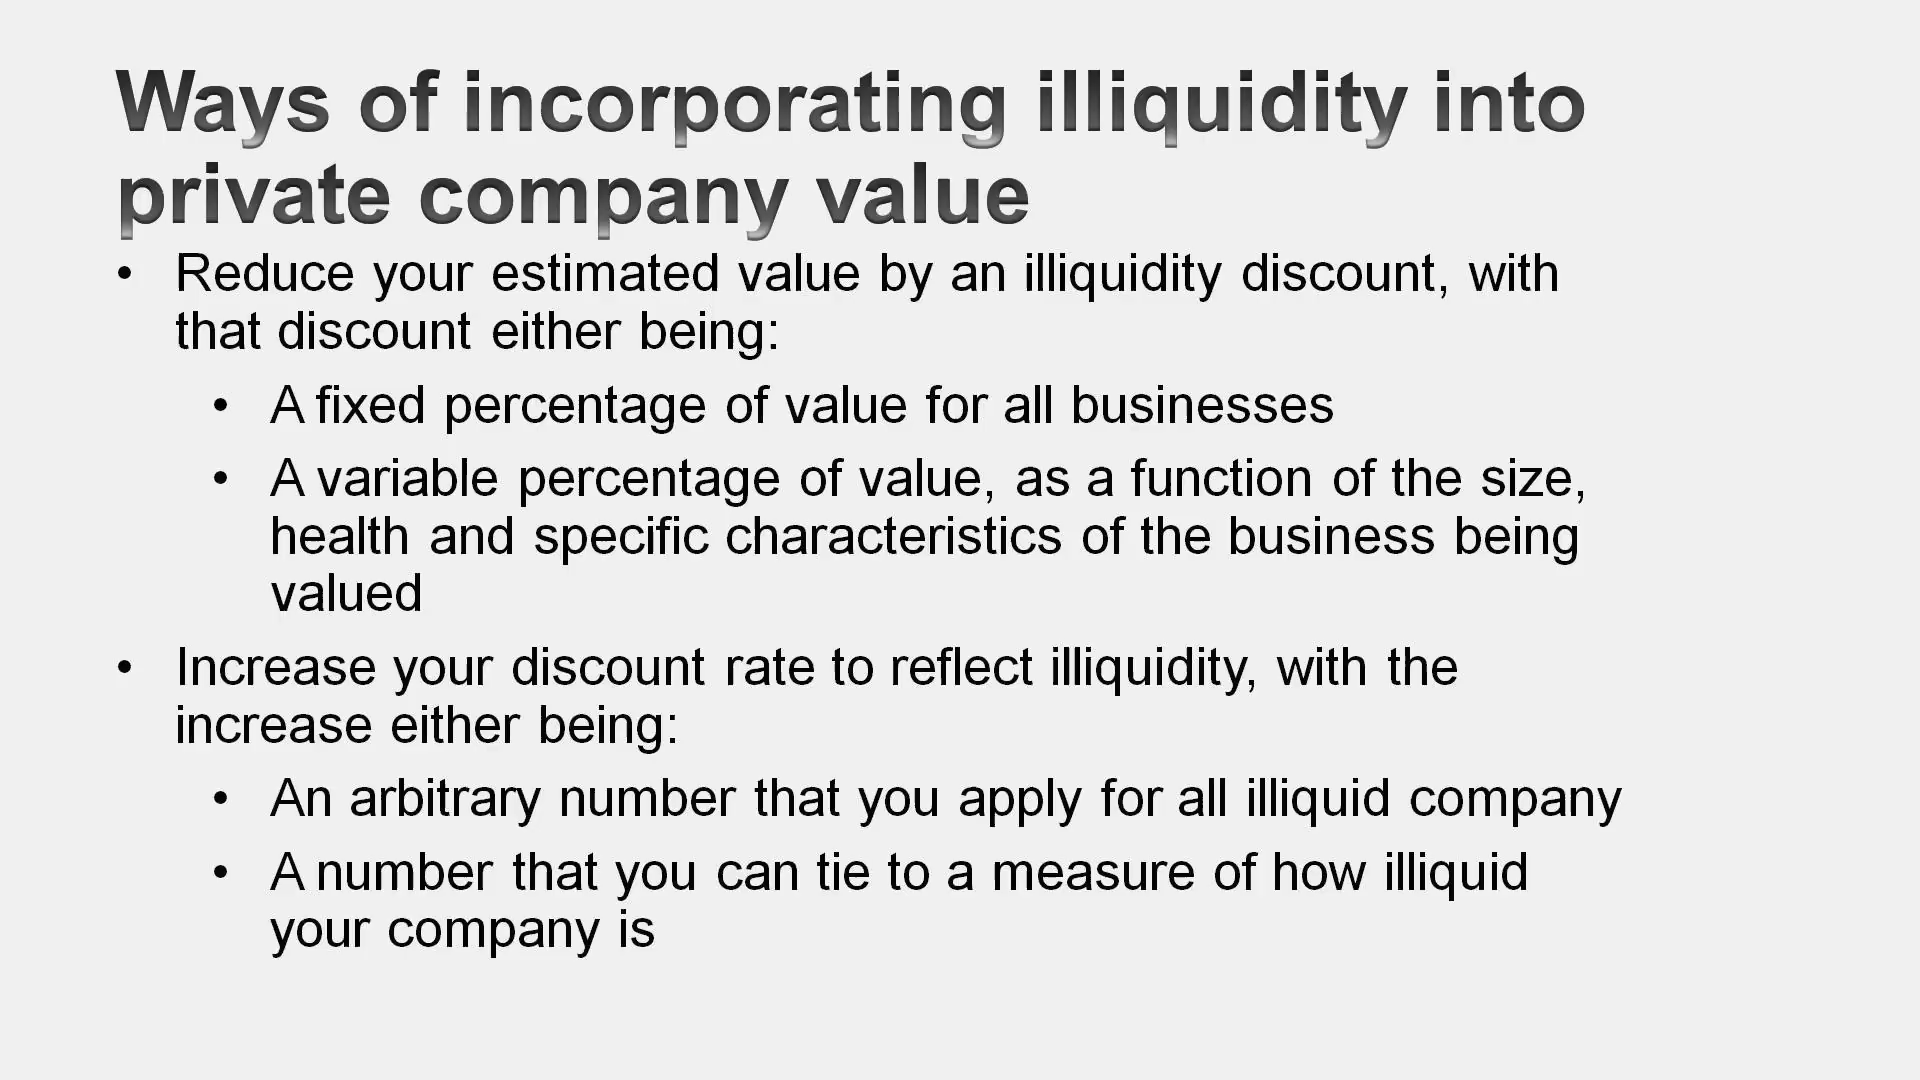 Ways of incorporating illiquidity into
private company value
• Reduce your estimated value by an illiquidity discount, with
that discount either being:
• A fixed percentage of value for all businesses
• A variable percentage of value, as a function of the size,
health and specific characteristics of the business being
valued
• Increase your discount rate to reflect illiquidity, with the
increase either being:
• An arbitrary number that you apply for all illiquid company
• A number that you can tie to a measure of how illiquid
your company is